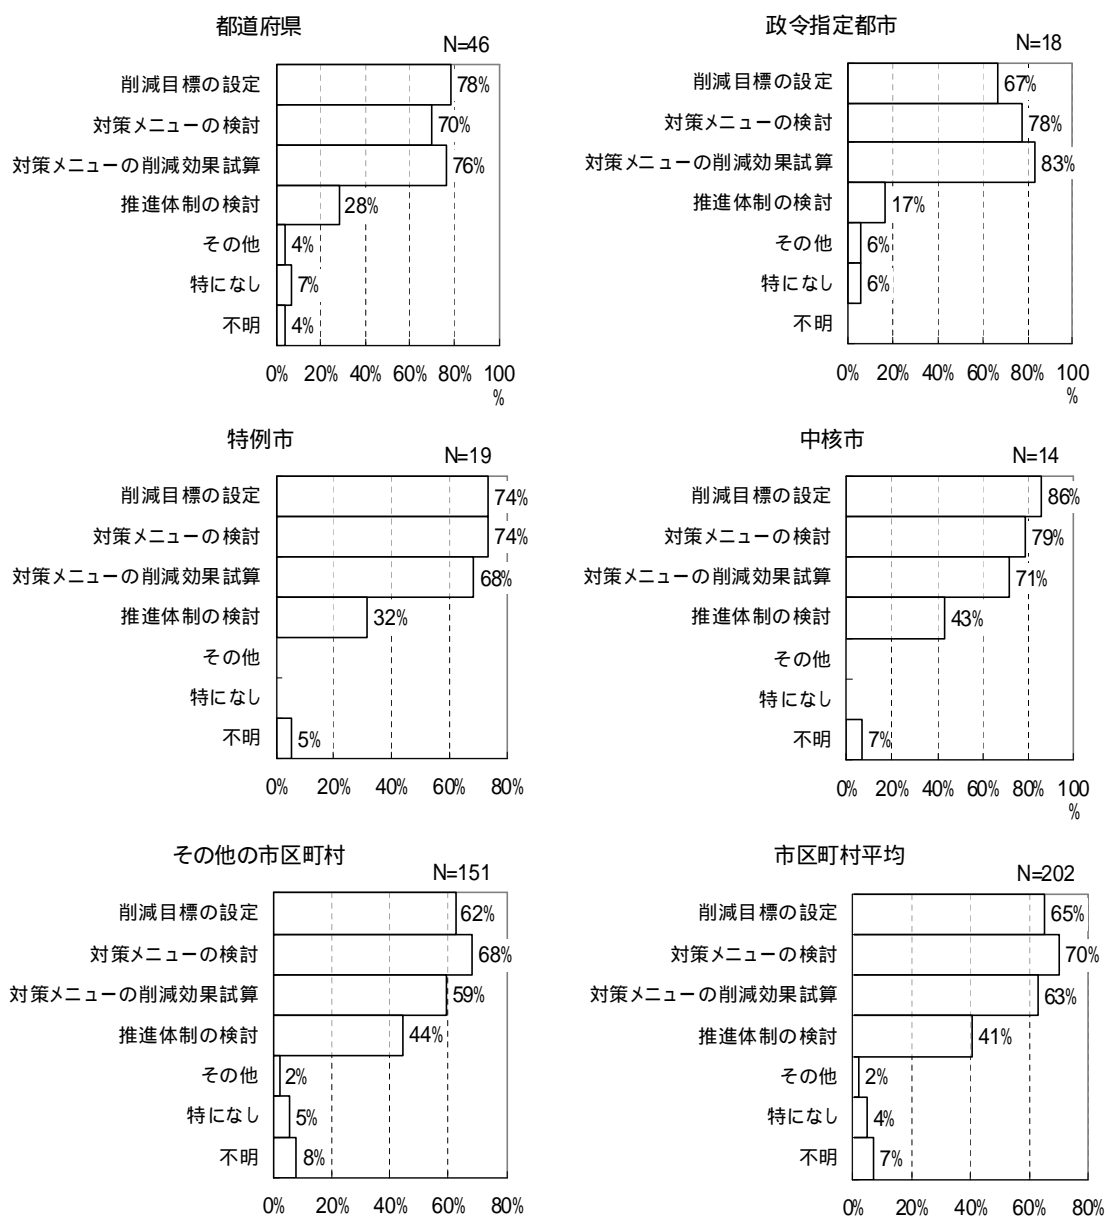 都道府県
N=46
削減目標の設定 78%
対策メニューの検討 70%
対策メニューの削減効果試算 76%
推進体制の検討 28%
その他 4%
特になし 7%
不明 4%
0% 20% 40% 60% 80% 100
%
政令指定都市
N=18
削減目標の設定 67%
対策メニューの検討 78%
対策メニューの削減効果試算 83%
推進体制の検討 17%
その他 6%
特になし 6%
不明
0% 20% 40% 60% 80% 100
%
特例市
N=19
削減目標の設定 74%
対策メニューの検討 74%
対策メニューの削減効果試算 68%
推進体制の検討 32%
その他
特になし
不明 5%
0% 20% 40% 60% 80%
中核市
N=14
削減目標の設定 86%
対策メニューの検討 79%
対策メニューの削減効果試算 71%
推進体制の検討 43%
その他
特になし
不明 7%
0% 20% 40% 60% 80% 100
%
その他の市区町村
N=151
削減目標の設定 62%
対策メニューの検討 68%
対策メニューの削減効果試算 59%
推進体制の検討 44%
その他 2%
特になし 5%
不明 8%
0% 20% 40% 60% 80%
市区町村平均
N=202
削減目標の設定 65%
対策メニューの検討 70%
対策メニューの削減効果試算 63%
推進体制の検討 41%
その他 2%
特になし 4%
不明 7%
0% 20% 40% 60% 80%